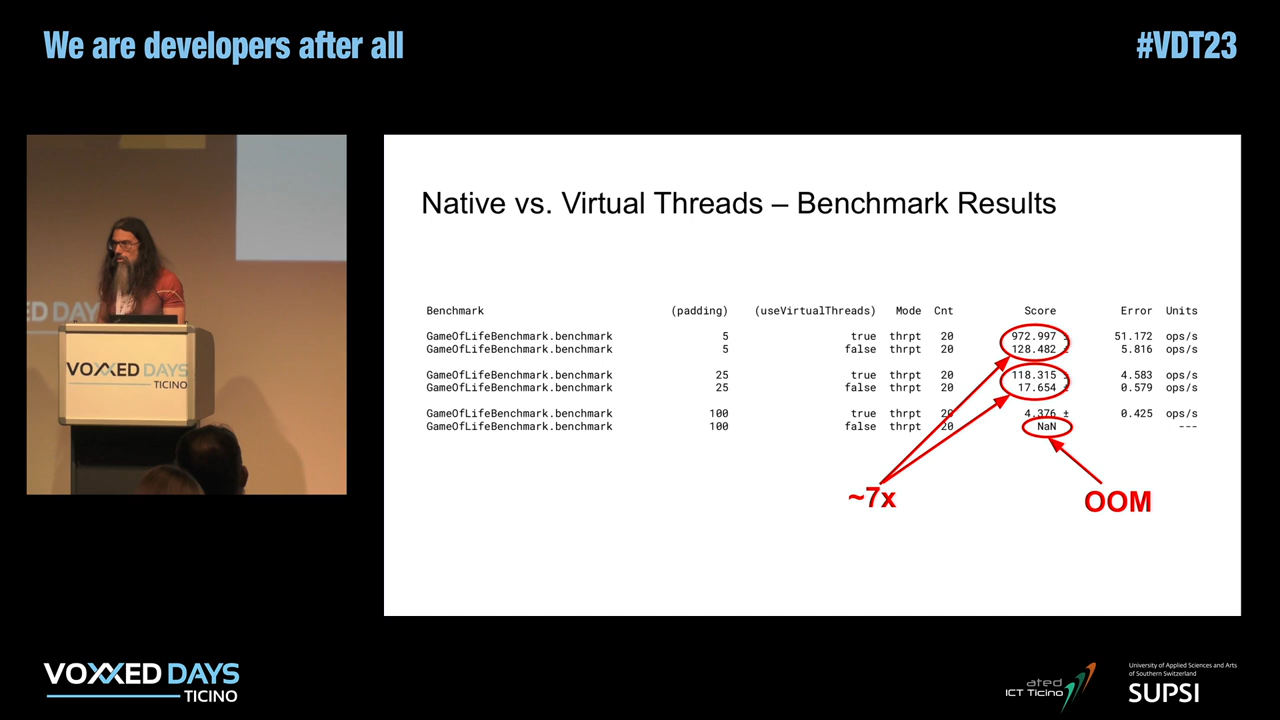 We are developers after all
#VDT23
ED DAY
VOXXED DAYS
TICINO
Native vs. Virtual Threads – Benchmark Results
Benchmark (padding) (useVirtualThreads) Mode Cnt Score Error Units
GameOfLifeBenchmark.benchmark 5 true thrpt 20 972.997 ± 51.172 ops/s
GameOfLifeBenchmark.benchmark 5 false thrpt 20 128.482 ± 5.816 ops/s
GameOfLifeBenchmark.benchmark 25 true thrpt 20 118.315 ± 4.583 ops/s
GameOfLifeBenchmark.benchmark 25 false thrpt 20 17.654 ± 0.579 ops/s
GameOfLifeBenchmark.benchmark 100 true thrpt 20 4.376 ± 0.425 ops/s
GameOfLifeBenchmark.benchmark 100 false thrpt 20 NaN ---
~7x
OOM
VOXXED DAYS
TICINO
ated
ICT Ticino
University of Applied Sciences and Arts
of Southern Switzerland
SUPSI